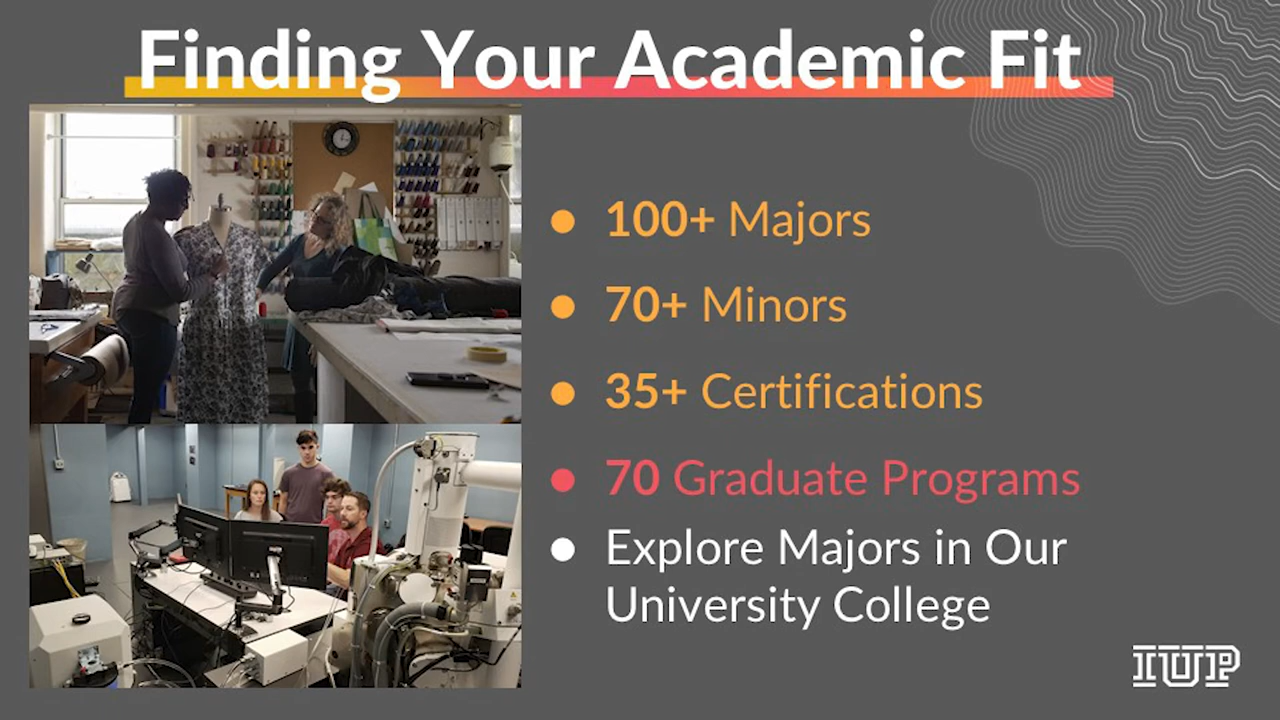 Finding Your Academic Fit
100+ Majors
70+ Minors
35+ Certifications
70 Graduate Programs
Explore Majors in Our
University College
IUP